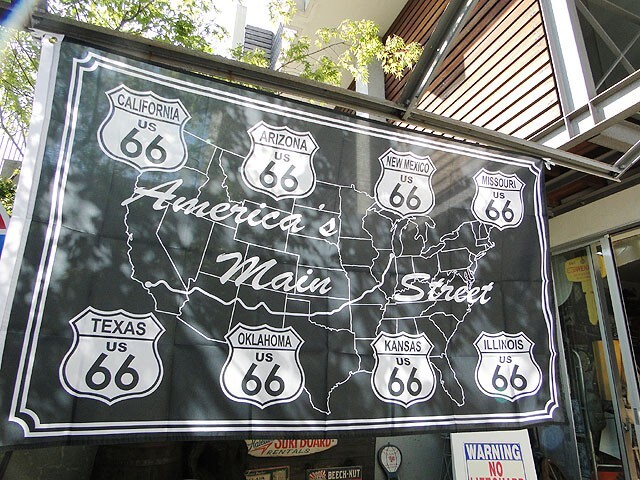 CALIFORNIA
US
66
ARIZONA
US
66
NEW MEXICO
US
66
MISSOURI
US
66
America's
Main Street
TEXAS
US
66
OKLAHOMA
US
66
KANSAS
US
66
ILLINOIS
US
66
SURFBOARD
RENTALS
BEECH-NUT
WARNING
NO
LIFEGUARD